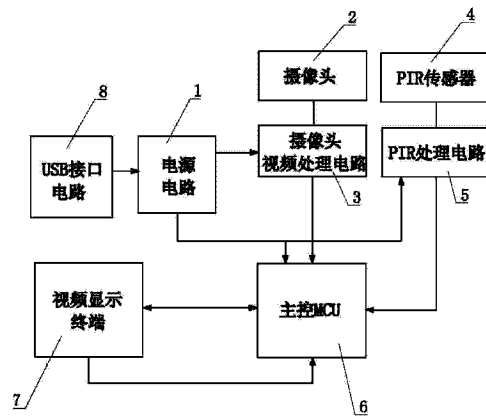 2
4
摄像头
PIR传感器
8
1
USB接口
电路
电源
电路
摄像头
视频处理电路
PIR处理电路
3
5
视频显示
终端
主控MCU
7
6